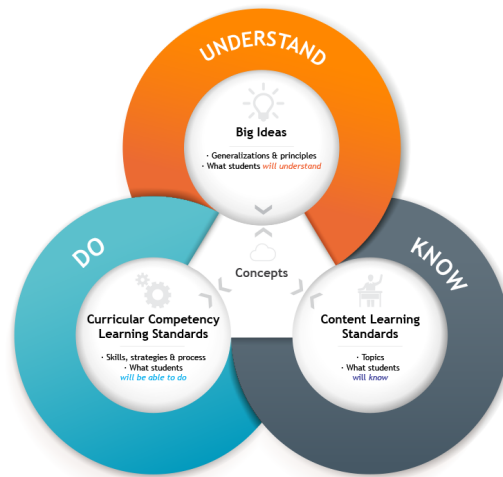 UNDERSTAND
Big Ideas
· Generalizations & principles
· What students will understand
Concepts
DO
Curricular Competency
Learning Standards
· Skills, strategies & process
· What students
will be able to do
KNOW
Content Learning
Standards
· Topics
· What students
will know